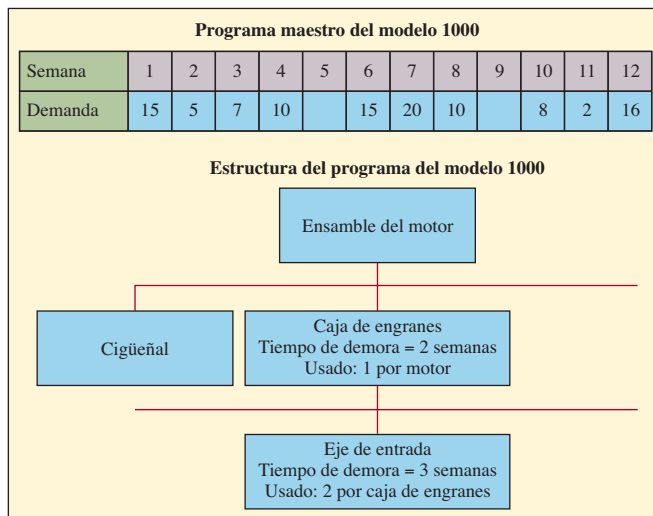 Programa maestro del modelo 1000
Semana 1 2 3 4 5 6 7 8 9 10 11 12
Demanda 15 5 7 10 15 20 10 8 2 16
Estructura del programa del modelo 1000
Ensamble del motor
Cigüeñal
Caja de engranes
Tiempo de demora = 2 semanas
Usado: 1 por motor
Eje de entrada
Tiempo de demora = 3 semanas
Usado: 2 por caja de engranes